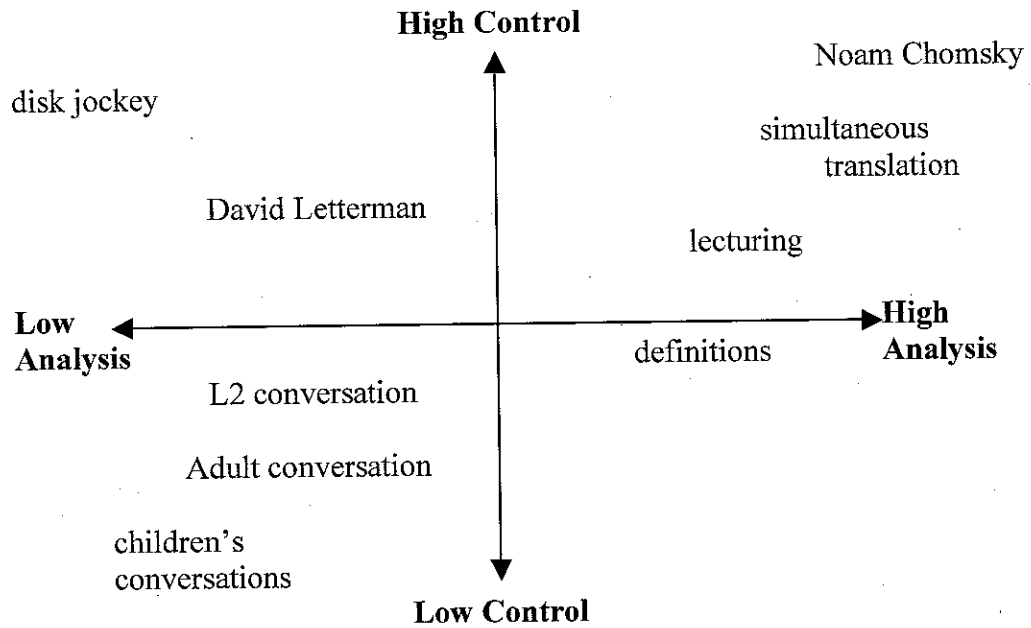 High Control
Noam Chomsky
disk jockey
simultaneous
translation
David Letterman
lecturing
Low
Analysis
High
Analysis
definitions
L2 conversation
Adult conversation
children's
conversations
Low Control